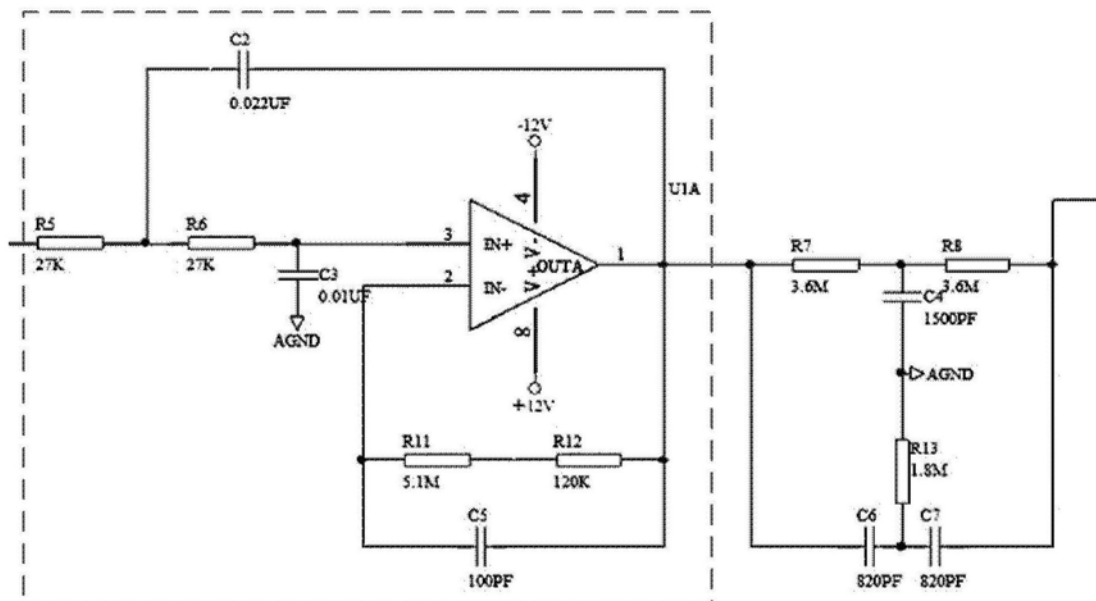 C2
0.022UF
-12V
4
U1A
R5
27K
R6
27K
3
IN+
V-
C3
0.01UF
2
IN-
V+
OUTA
1
AGND
8
+12V
R7
3.6M
R8
3.6M
C4
1500PF
AGND
R11
5.1M
R12
120K
R13
1.8M
C5
100PF
C6
820PF
C7
820PF